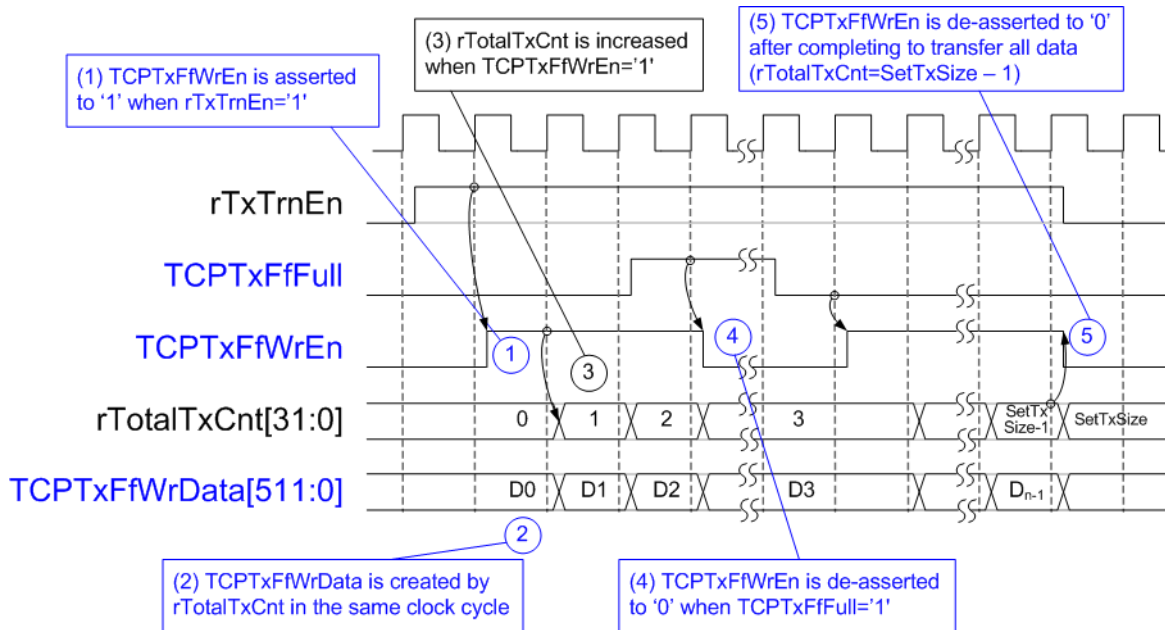 (1) TCPTxFfWrEn is asserted
to ‘1’ when rTxTrnEn=’1'
(3) rTotalTxCnt is increased
when TCPTxFfWrEn=’1'
(5) TCPTxFfWrEn is de-asserted to ‘0’
after completing to transfer all data
(rTotalTxCnt=SetTxSize – 1)
rTxTrnEn
TCPTxFfFull
TCPTxFfWrEn
1
3
4
5
rTotalTxCnt[31:0]
0
1
2
3
SetTx
Size-1
SetTxSize
TCPTxFfWrData[511:0]
D0
D1
D2
D3
Dn-1
2
(2) TCPTxFfWrData is created by
rTotalTxCnt in the same clock cycle
(4) TCPTxFfWrEn is de-asserted
to ‘0’ when TCPTxFfFull=’1'